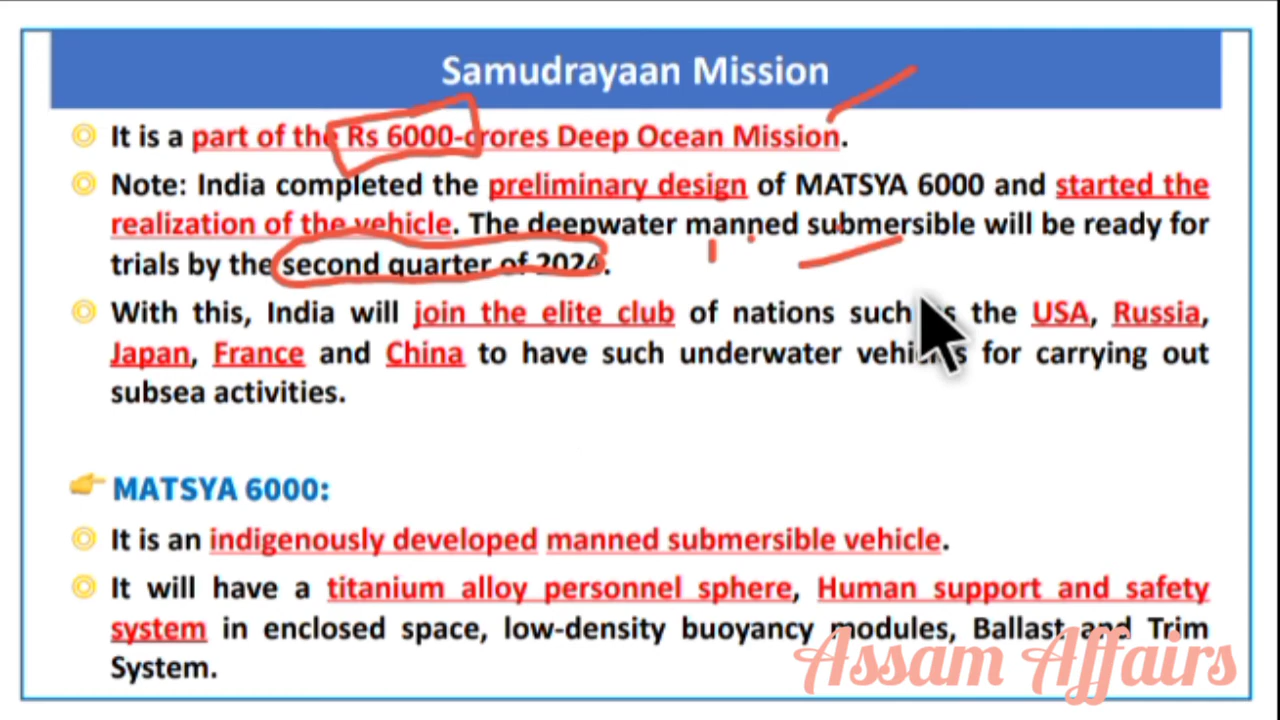 Samudrayaan Mission
It is a part of the Rs 6000-crores Deep Ocean Mission.
Note: India completed the preliminary design of MATSYA 6000 and started the
realization of the vehicle. The deepwater manned submersible will be ready for
trials by the second quarter of 2024.
With this, India will join the elite club of nations such as the USA, Russia,
Japan, France and China to have such underwater vehicles for carrying out
subsea activities.
MATSYA 6000:
It is an indigenously developed manned submersible vehicle.
It will have a titanium alloy personnel sphere, Human support and safety
system in enclosed space, low-density buoyancy modules, Ballast and Trim
System.
Assam Affairs